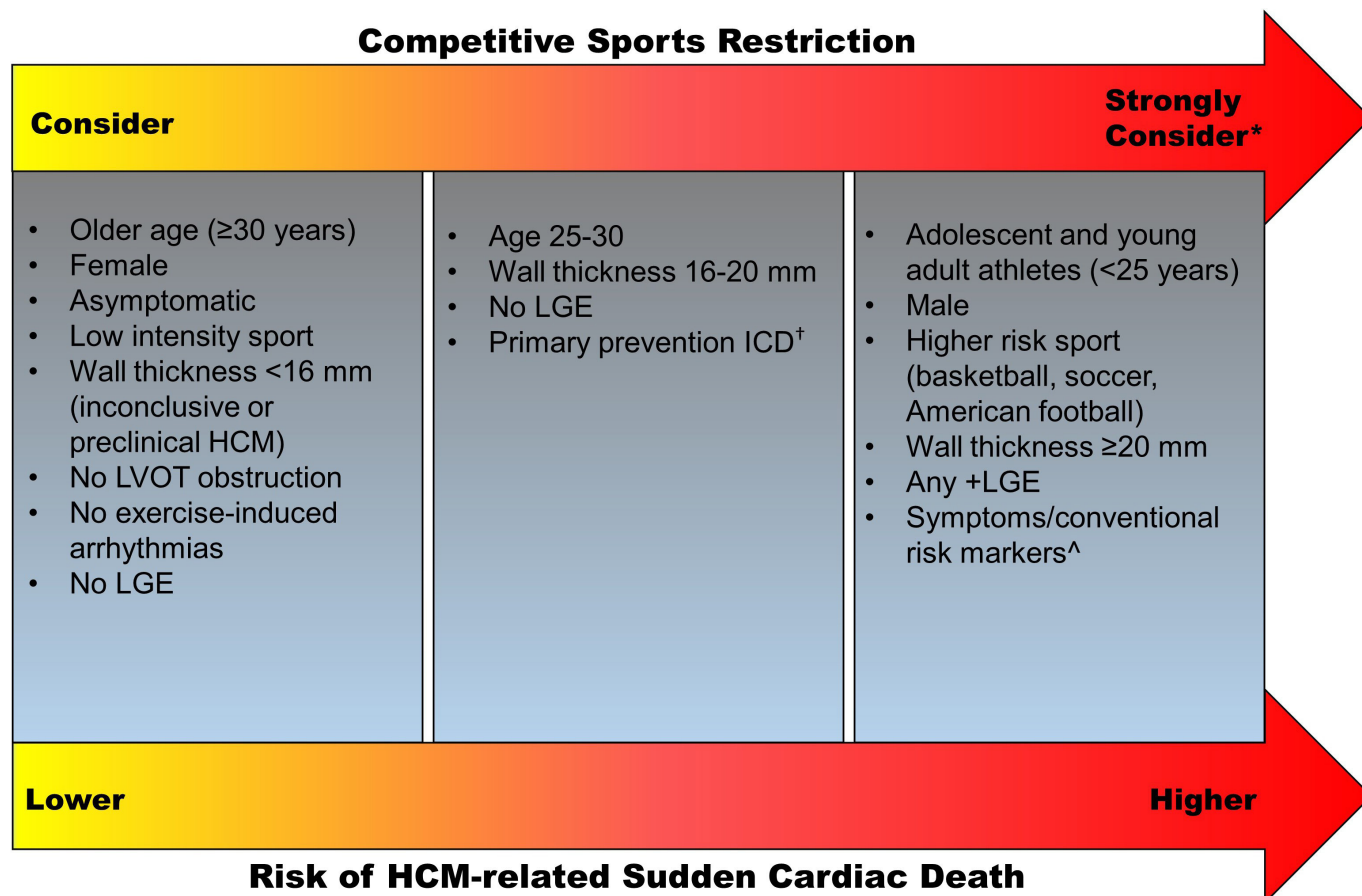 Competitive Sports Restriction
Consider
Strongly
Consider*
• Older age (≥30 years)
• Female
• Asymptomatic
• Low intensity sport
• Wall thickness <16 mm
(inconclusive or
preclinical HCM)
• No LVOT obstruction
• No exercise-induced
arrhythmias
• No LGE
• Age 25-30
• Wall thickness 16-20 mm
• No LGE
• Primary prevention ICD†
• Adolescent and young
adult athletes (<25 years)
• Male
• Higher risk sport
(basketball, soccer,
American football)
• Wall thickness ≥20 mm
• Any +LGE
• Symptoms/conventional
risk markers^
Lower
Higher
Risk of HCM-related Sudden Cardiac Death